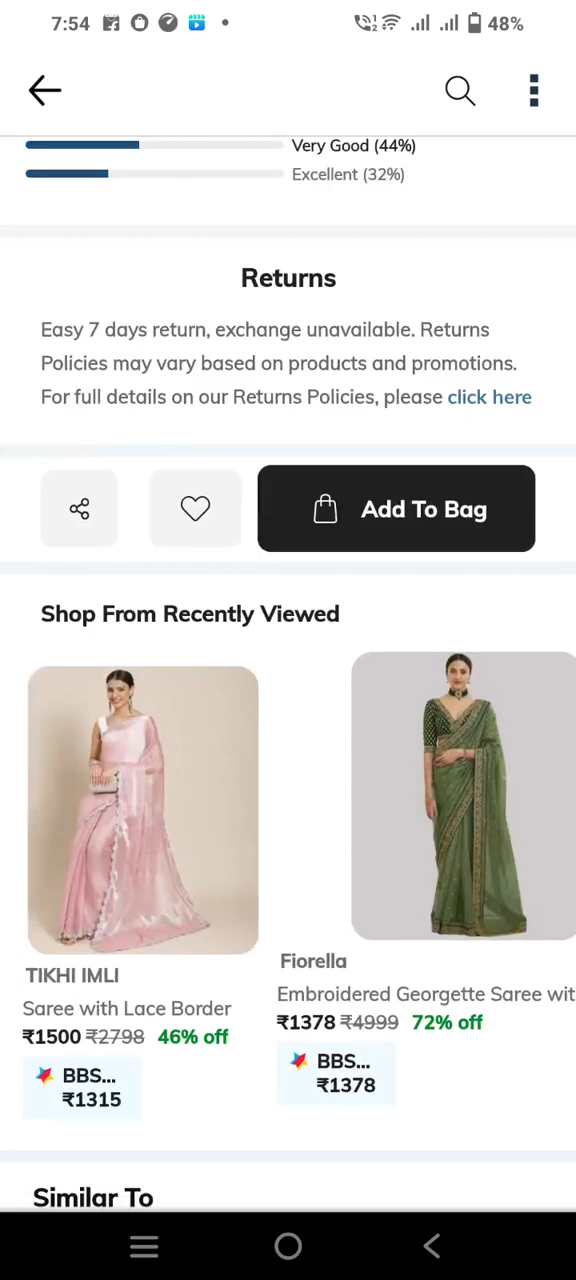 7:54
48%
Very Good (44%)
Excellent (32%)
Returns
Easy 7 days return, exchange unavailable. Returns
Policies may vary based on products and promotions.
For full details on our Returns Policies, please click here
Add To Bag
Shop From Recently Viewed
TIKHI IMLI
Saree with Lace Border
₹1500 ₹2798 46% off
BBS...
₹1315
Fiorella
Embroidered Georgette Saree wit
₹1378 ₹4999 72% off
BBS...
₹1378
Similar To